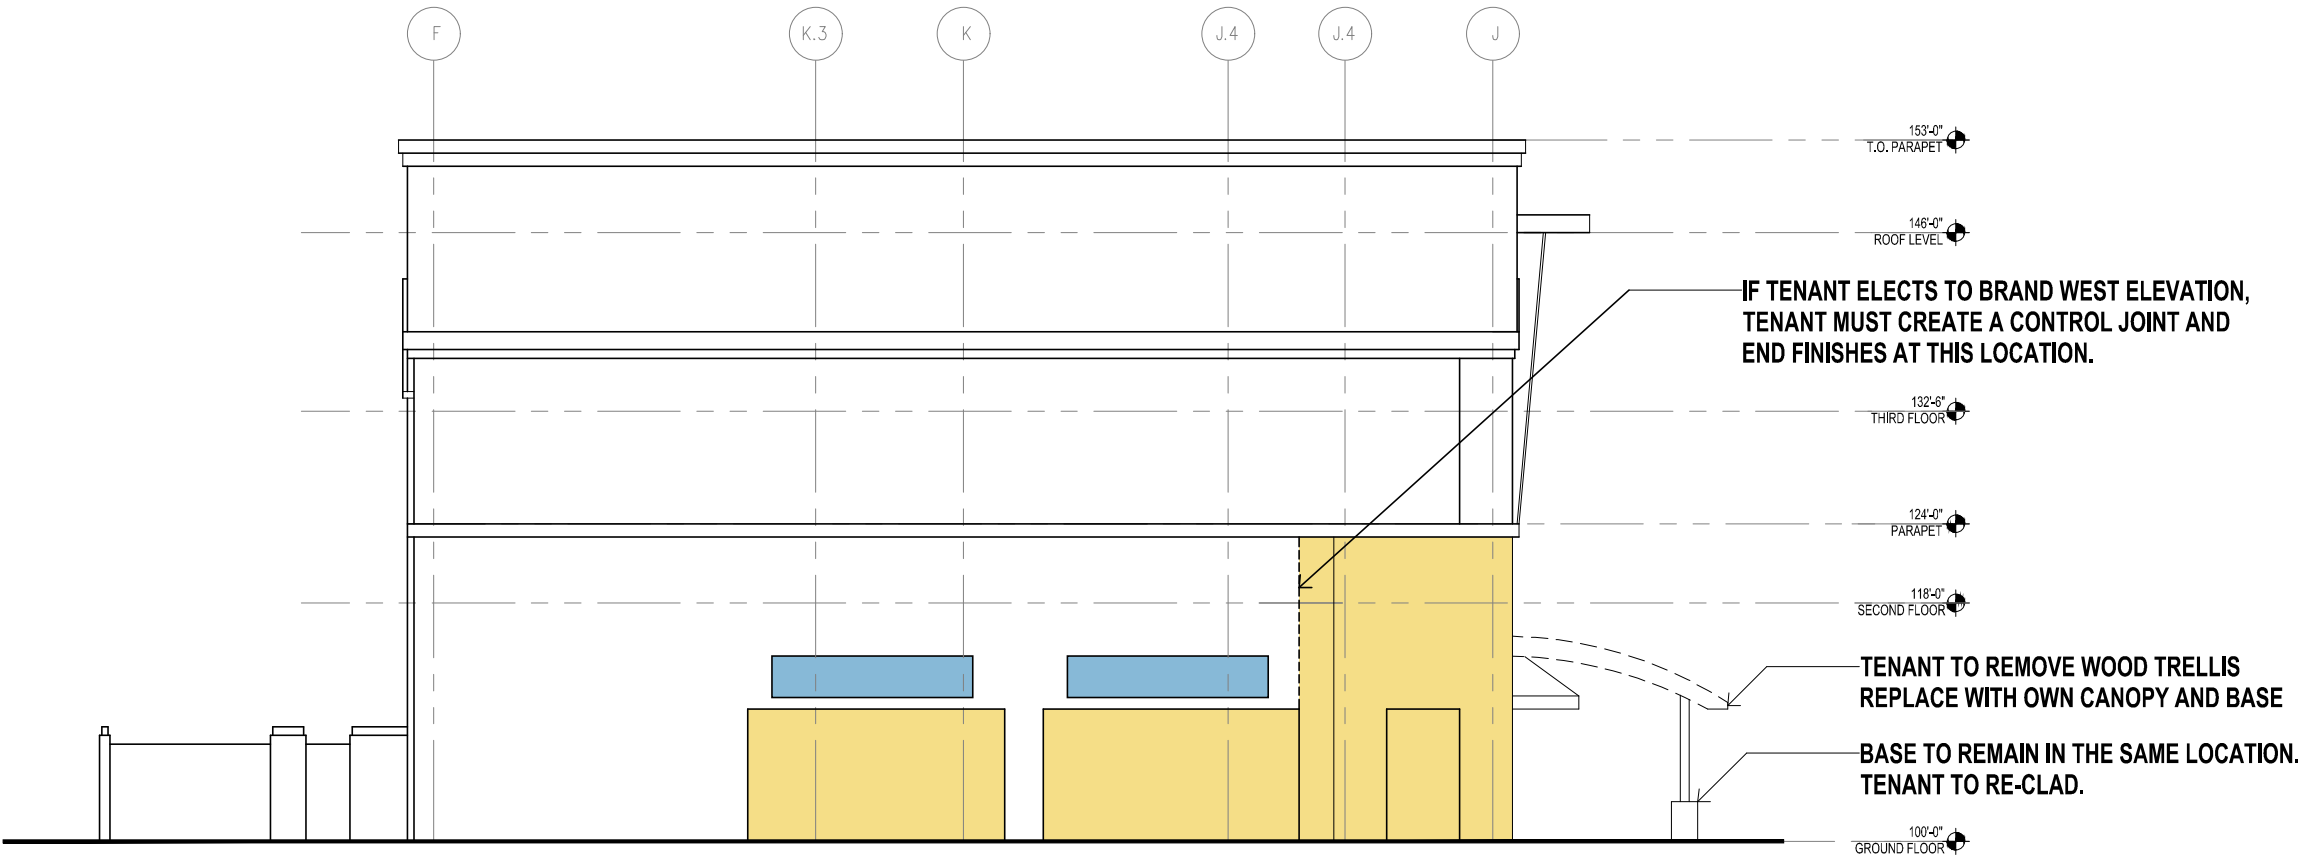 F
K.3
K
J.4
J.4
J
153'-0"
T.O. PARAPET
146'-0"
ROOF LEVEL
IF TENANT ELECTS TO BRAND WEST ELEVATION,
TENANT MUST CREATE A CONTROL JOINT AND
END FINISHES AT THIS LOCATION.
132'-6"
THIRD FLOOR
124'-0"
PARAPET
118'-0"
SECOND FLOOR
TENANT TO REMOVE WOOD TRELLIS
REPLACE WITH OWN CANOPY AND BASE
BASE TO REMAIN IN THE SAME LOCATION.
TENANT TO RE-CLAD.
100'-0"
GROUND FLOOR